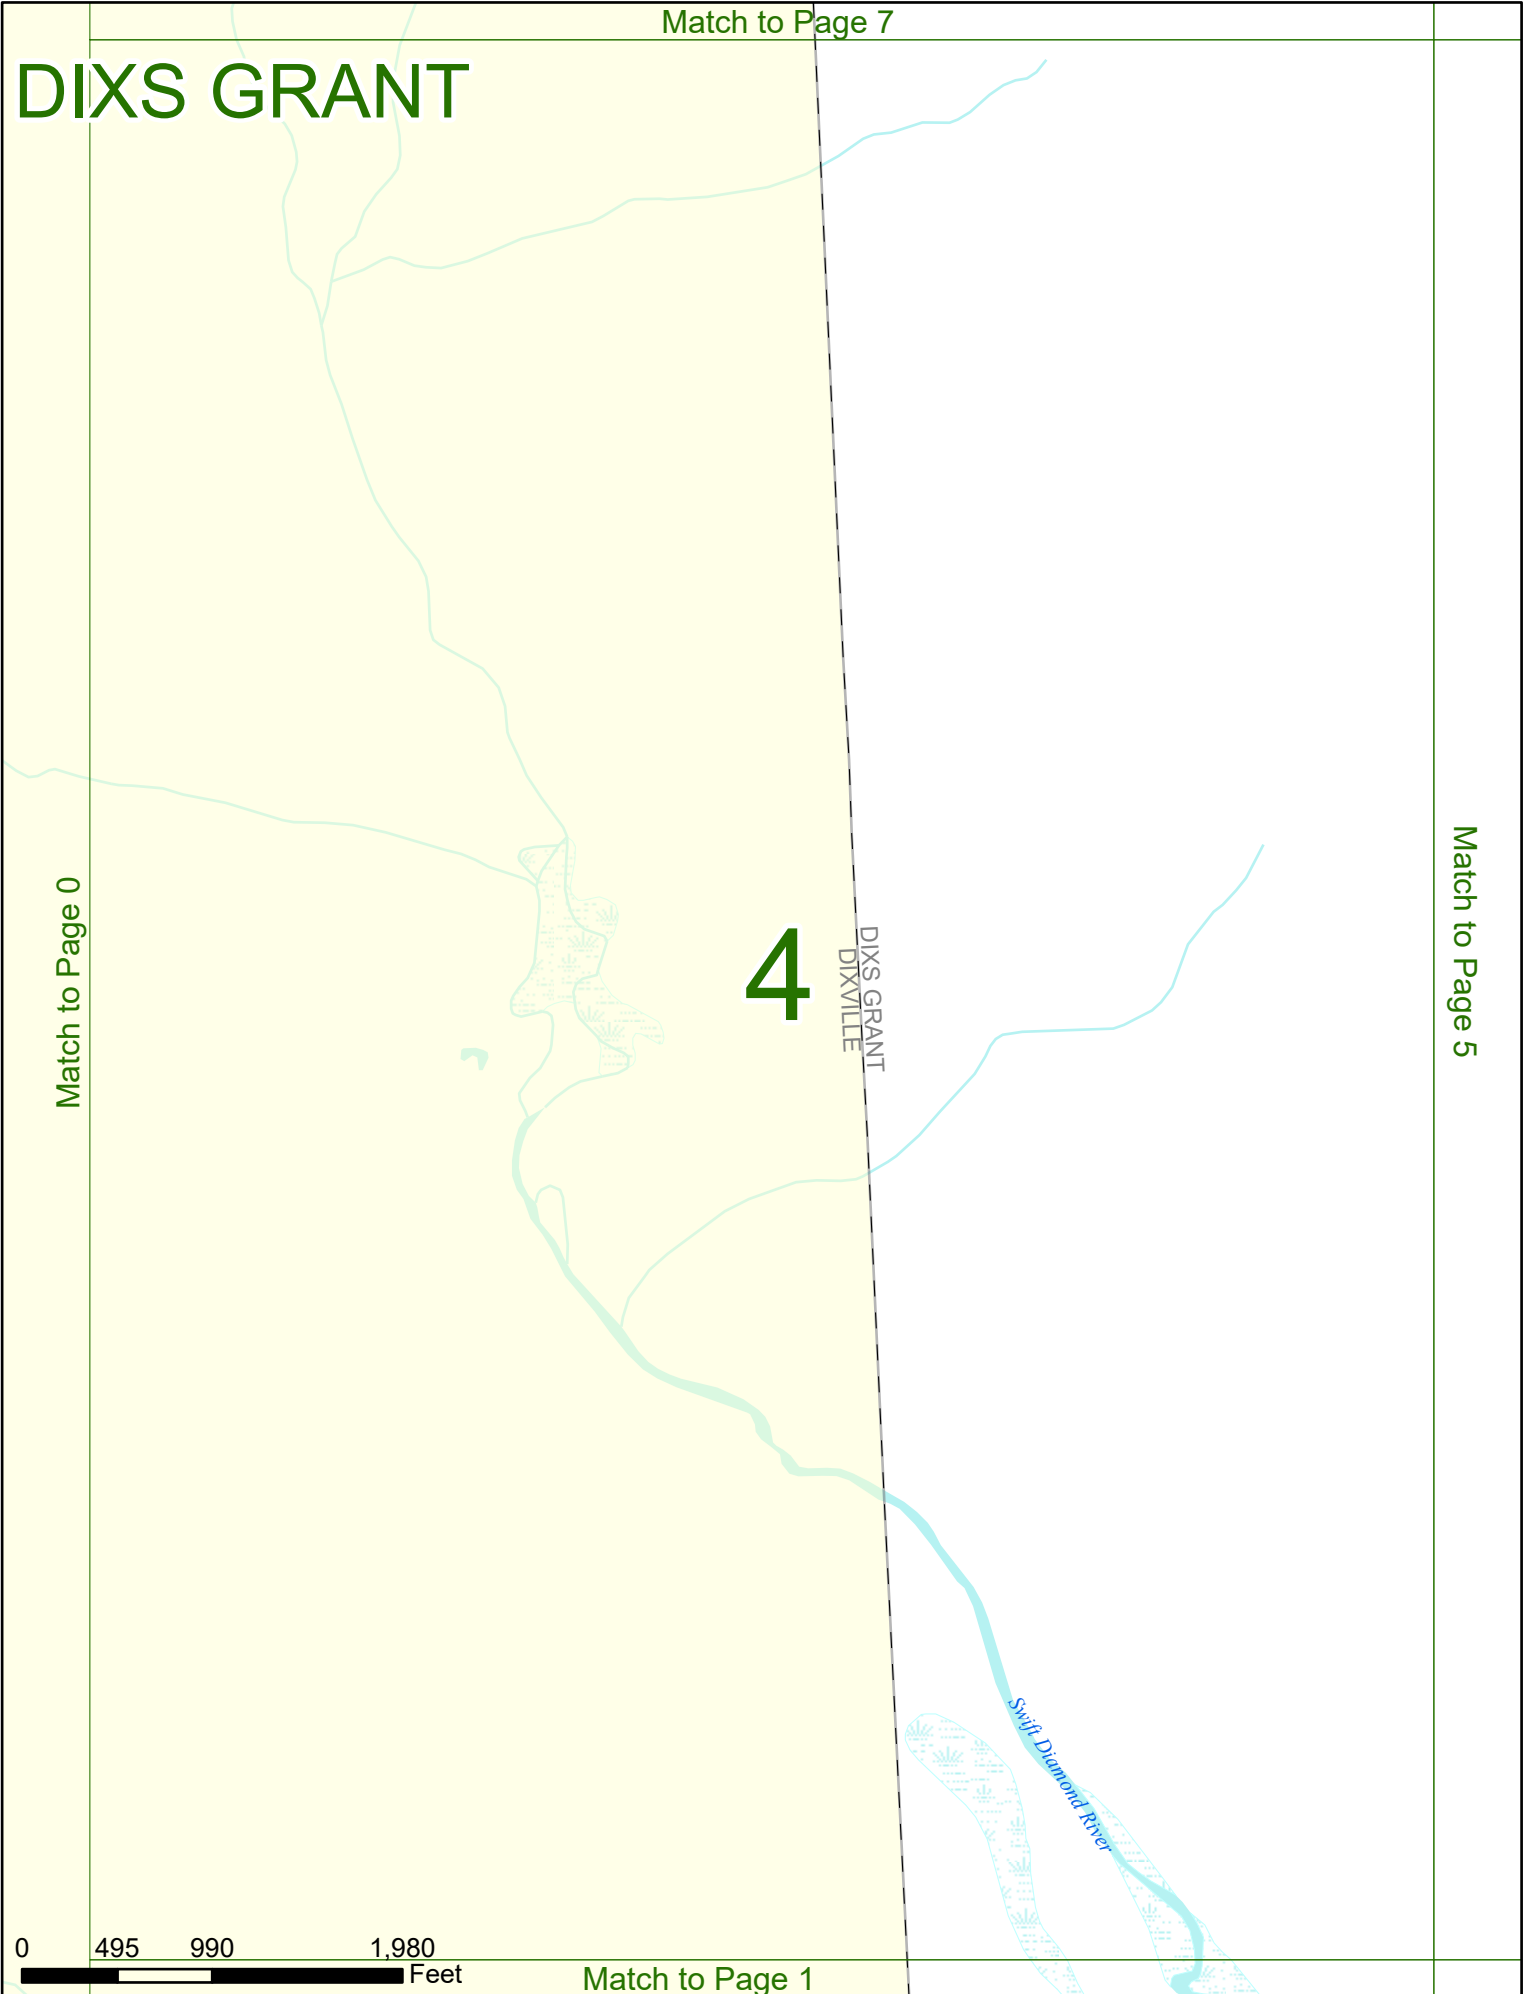 Match to Page 7
DIXS GRANT
Match to Page 0
4
DIXS GRANT
DIXVILLE
Match to Page 5
Swift Diamond River
0 495 990 1,980
Feet
Match to Page 1